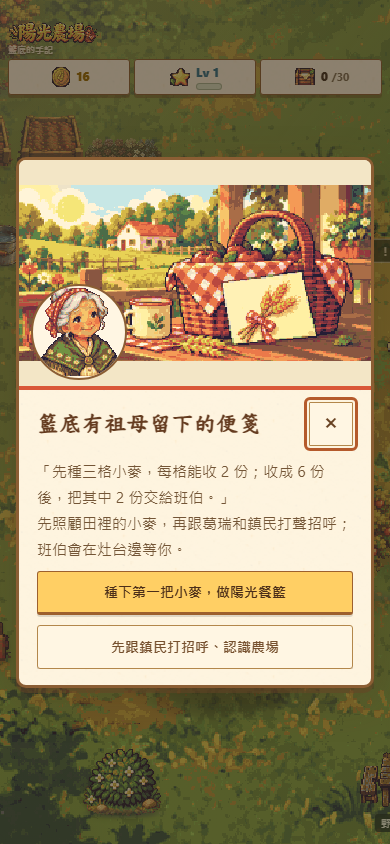 陽光農場
籃底的手記
16
Lv 1
0 /30
籃底有祖母留下的便箋
×
「先種三格小麥，每格能收 2 份；收成 6 份
後，把其中 2 份交給班伯。」
先照顧田裡的小麥，再跟葛瑞和鎮民打聲招呼；
班伯會在灶台邊等你。
種下第一把小麥，做陽光餐籃
先跟鎮民打招呼、認識農場
野